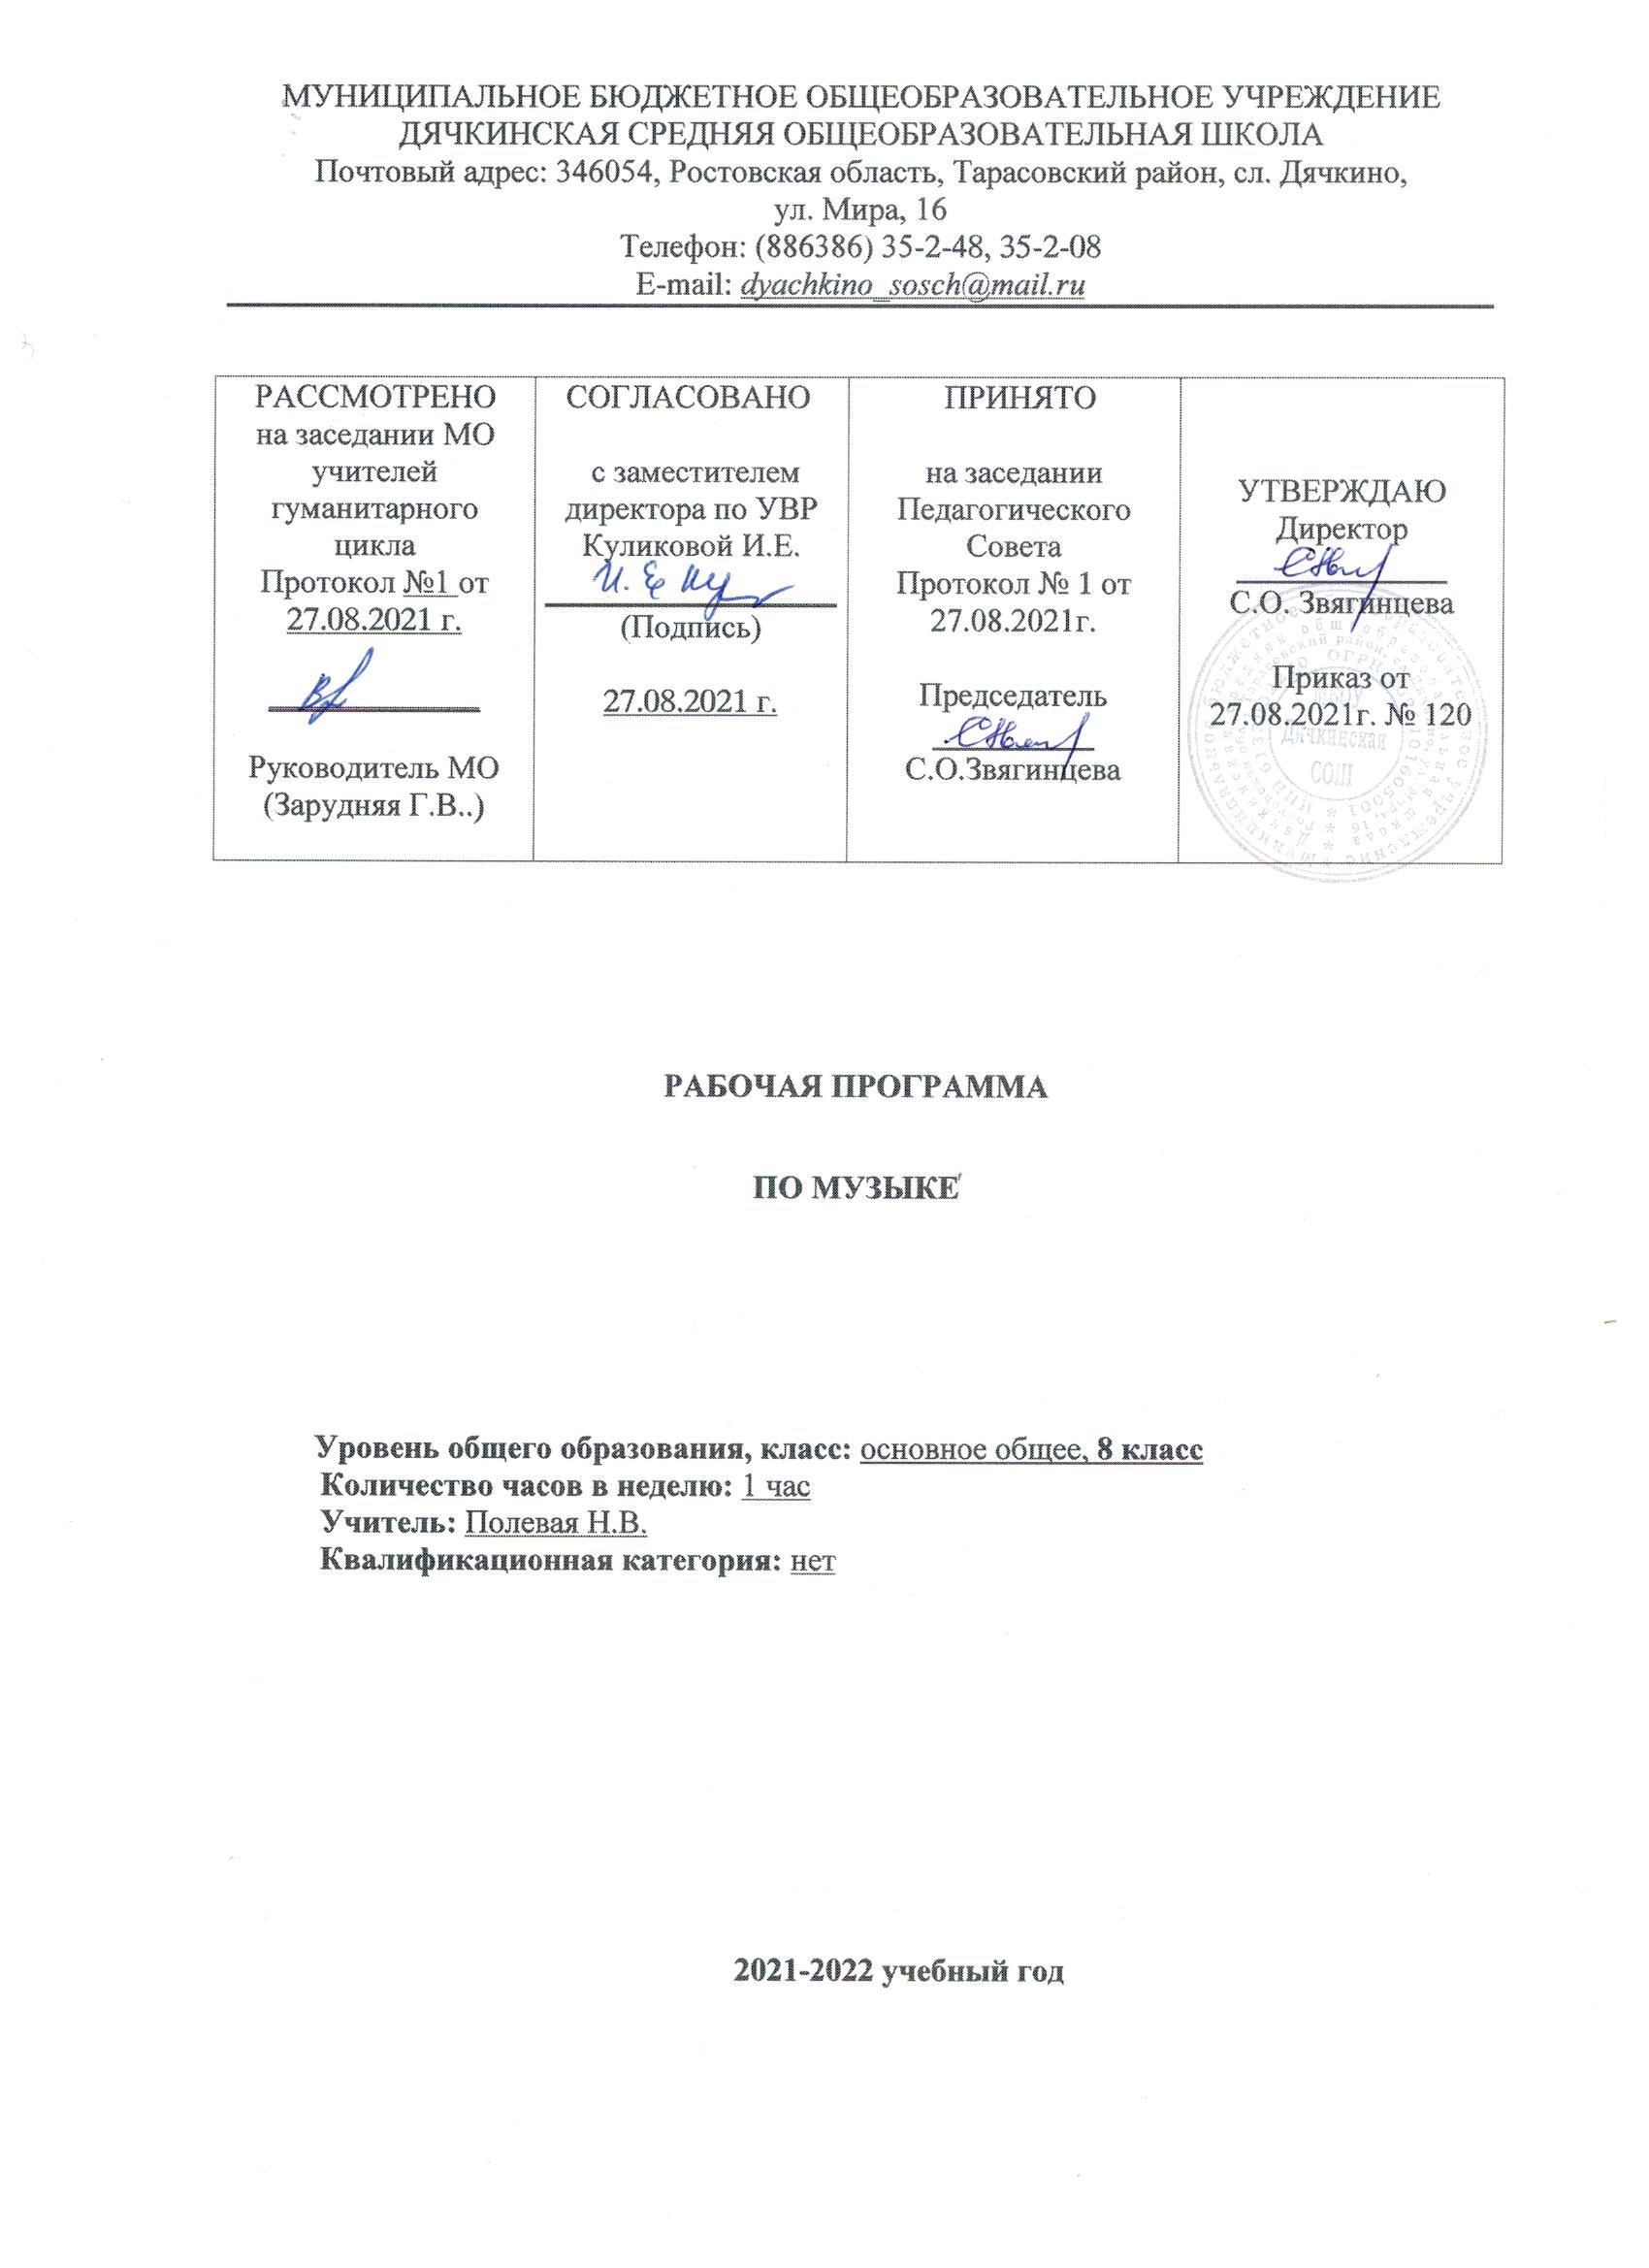 МУНИЦИПАЛЬНОЕ БЮДЖЕТНОЕ ОБЩЕОБРАЗОВАТЕЛЬНОЕ УЧРЕЖДЕНИЕ
ДЯЧКИНСКАЯ СРЕДНЯЯ ОБЩЕОБРАЗОВАТЕЛЬНАЯ ШКОЛА
Почтовый адрес: 346054, Ростовская область, Тарасовский район, сл. Дячкино,
ул. Мира, 16
Телефон: (886386) 35-2-48, 35-2-08
E-mail: dyachkino_sosch@mail.ru
РАССМОТРЕНО
на заседании МО
учителей
гуманитарного
цикла
Протокол №1 от
27.08.2021 г.
Руководитель МО
(Зарудняя Г.В..)
СОГЛАСОВАНО
с заместителем
директора по УВР
Куликовой И.Е.
(Подпись)
27.08.2021 г.
ПРИНЯТО
на заседании
Педагогического
Совета
Протокол № 1 от
27.08.2021г.
Председатель
С.О.Звягинцева
УТВЕРЖДАЮ
Директор
С.О. Звягинцева
Приказ от
27.08.2021г. № 120
Дячкинская
СОШ
РАБОЧАЯ ПРОГРАММА
ПО МУЗЫКЕ
Уровень общего образования, класс: основное общее, 8 класс
Количество часов в неделю: 1 час
Учитель: Полевая Н.В.
Квалификационная категория: нет
2021-2022 учебный год